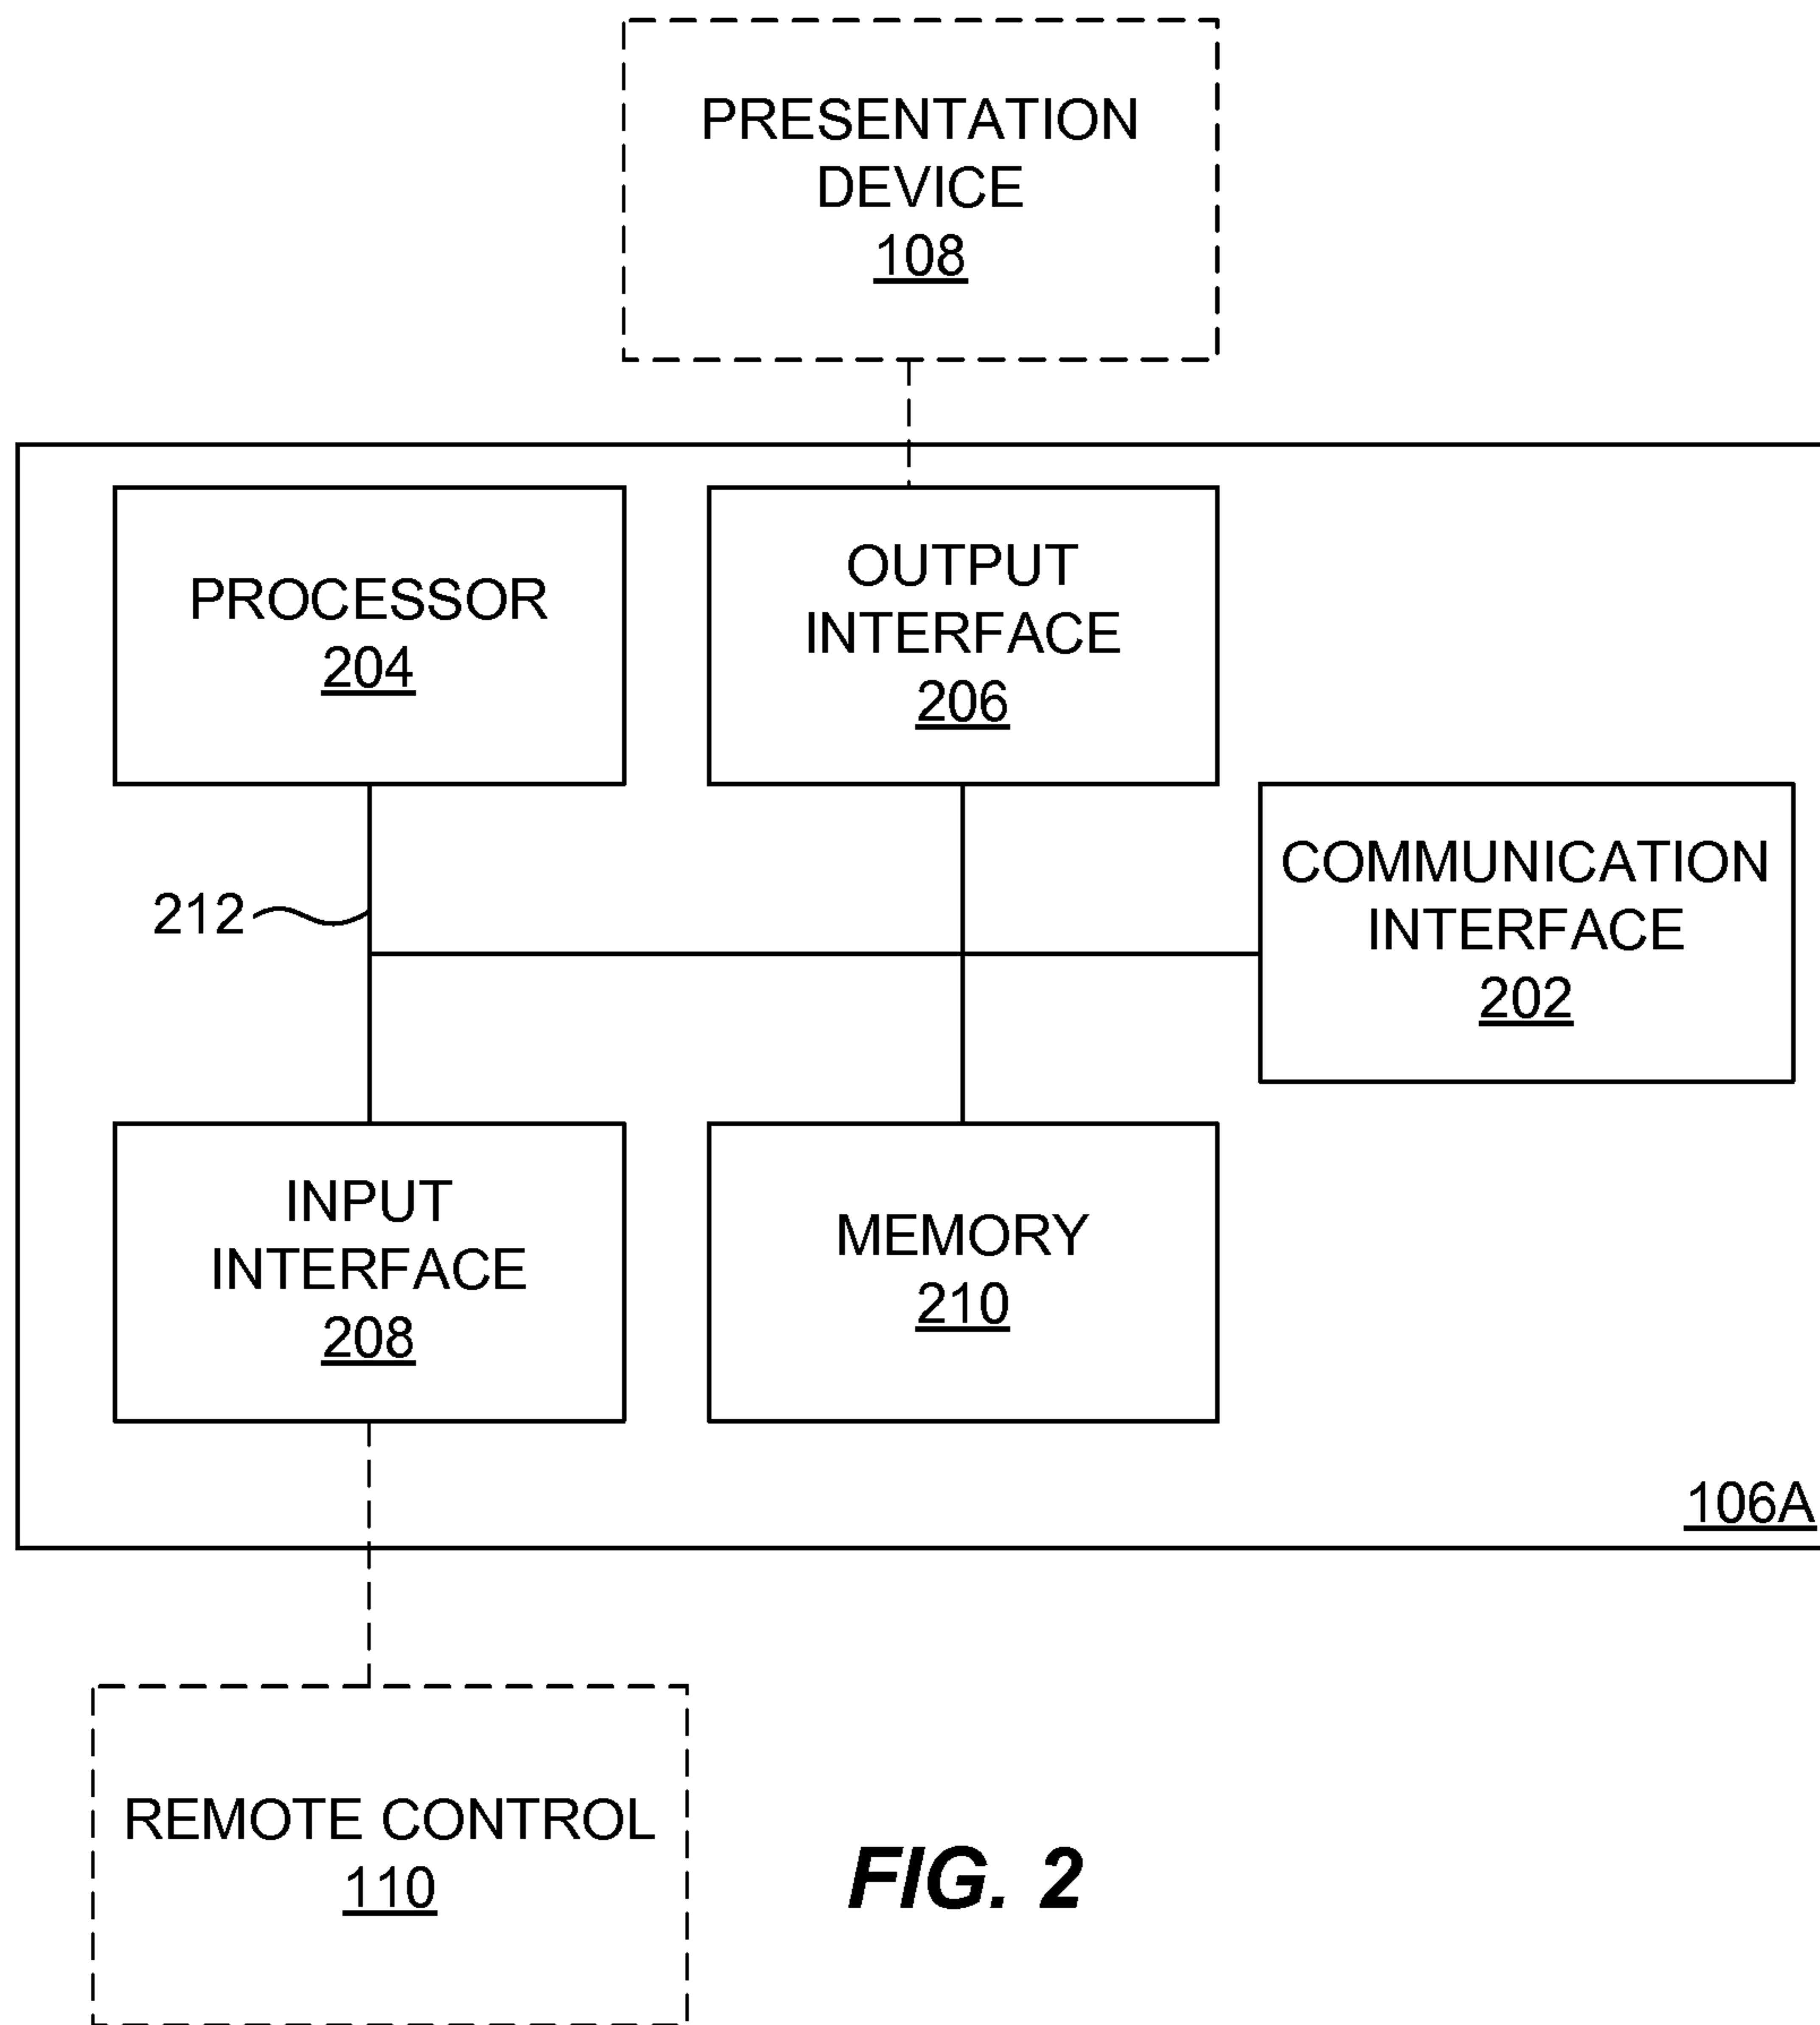 PRESENTATION
DEVICE
108
PROCESSOR
204
OUTPUT
INTERFACE
206
COMMUNICATION
INTERFACE
202
212
INPUT
INTERFACE
208
MEMORY
210
106A
REMOTE CONTROL
110
FIG. 2